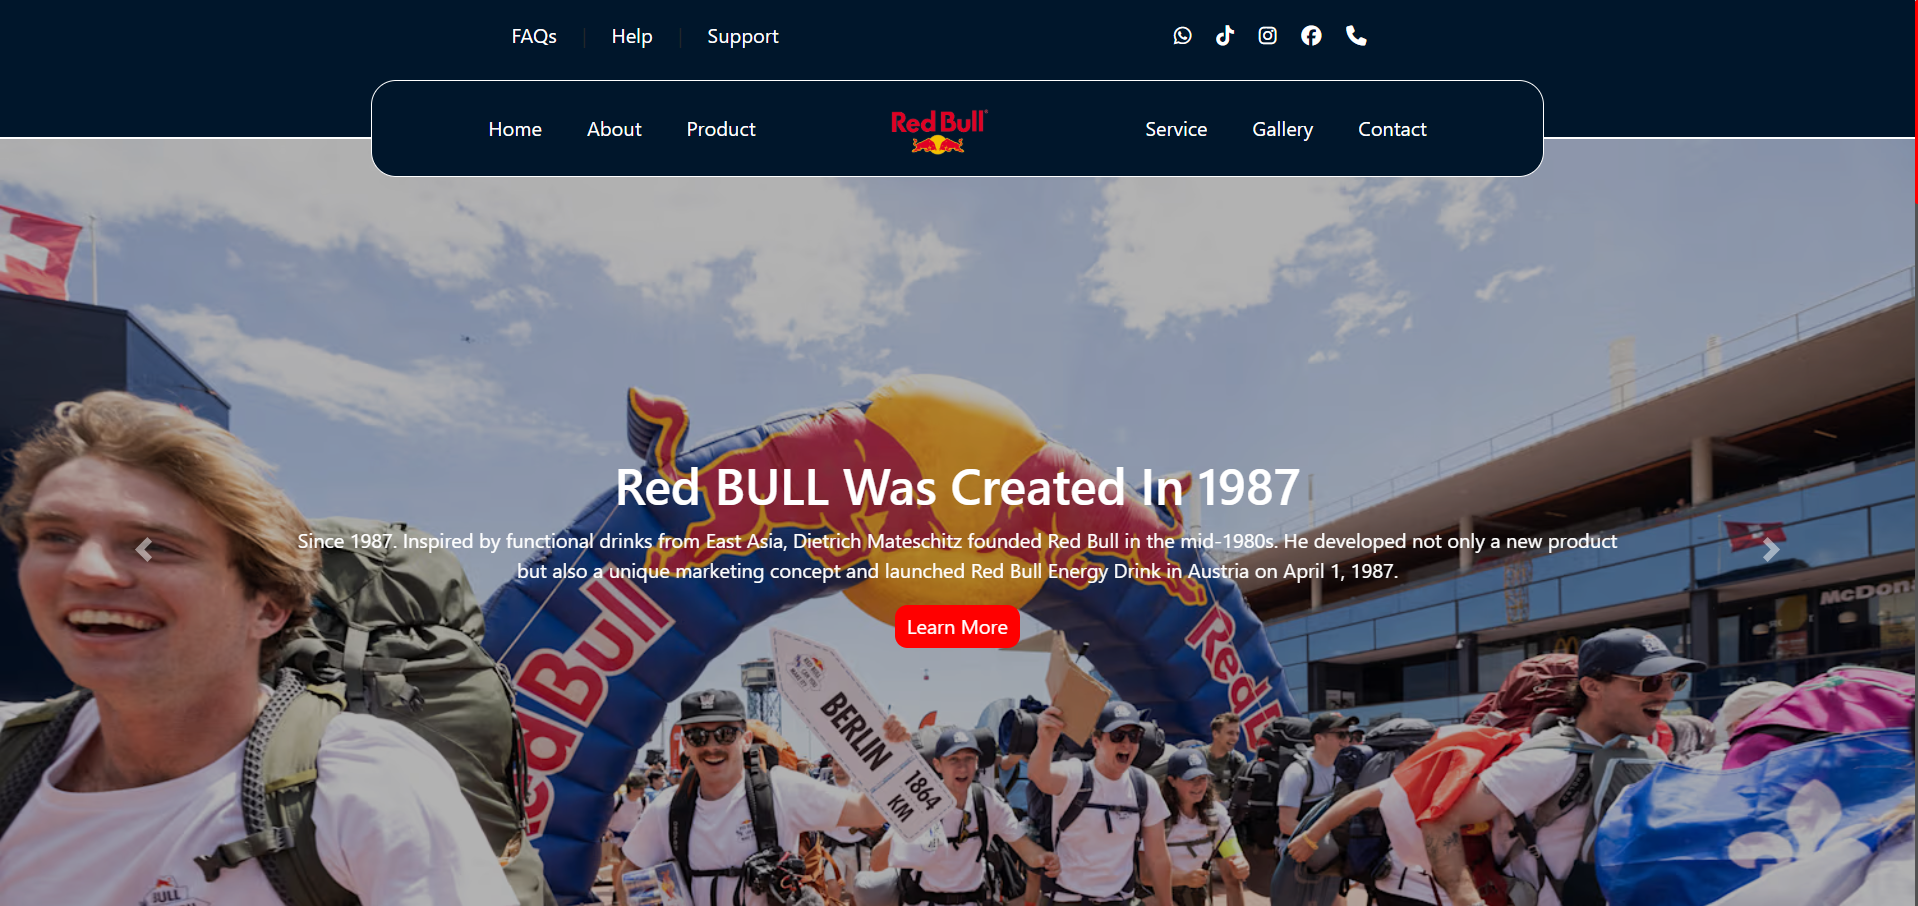 FAQs | Help | Support
Home About Product Red Bull Service Gallery Contact
Red BULL Was Created In 1987
Since 1987. Inspired by functional drinks from East Asia, Dietrich Mateschitz founded Red Bull in the mid-1980s. He developed not only a new product
but also a unique marketing concept and launched Red Bull Energy Drink in Austria on April 1, 1987.
Learn More
McDon
Red Bull
Red
BERLIN
1864
KM
BULL